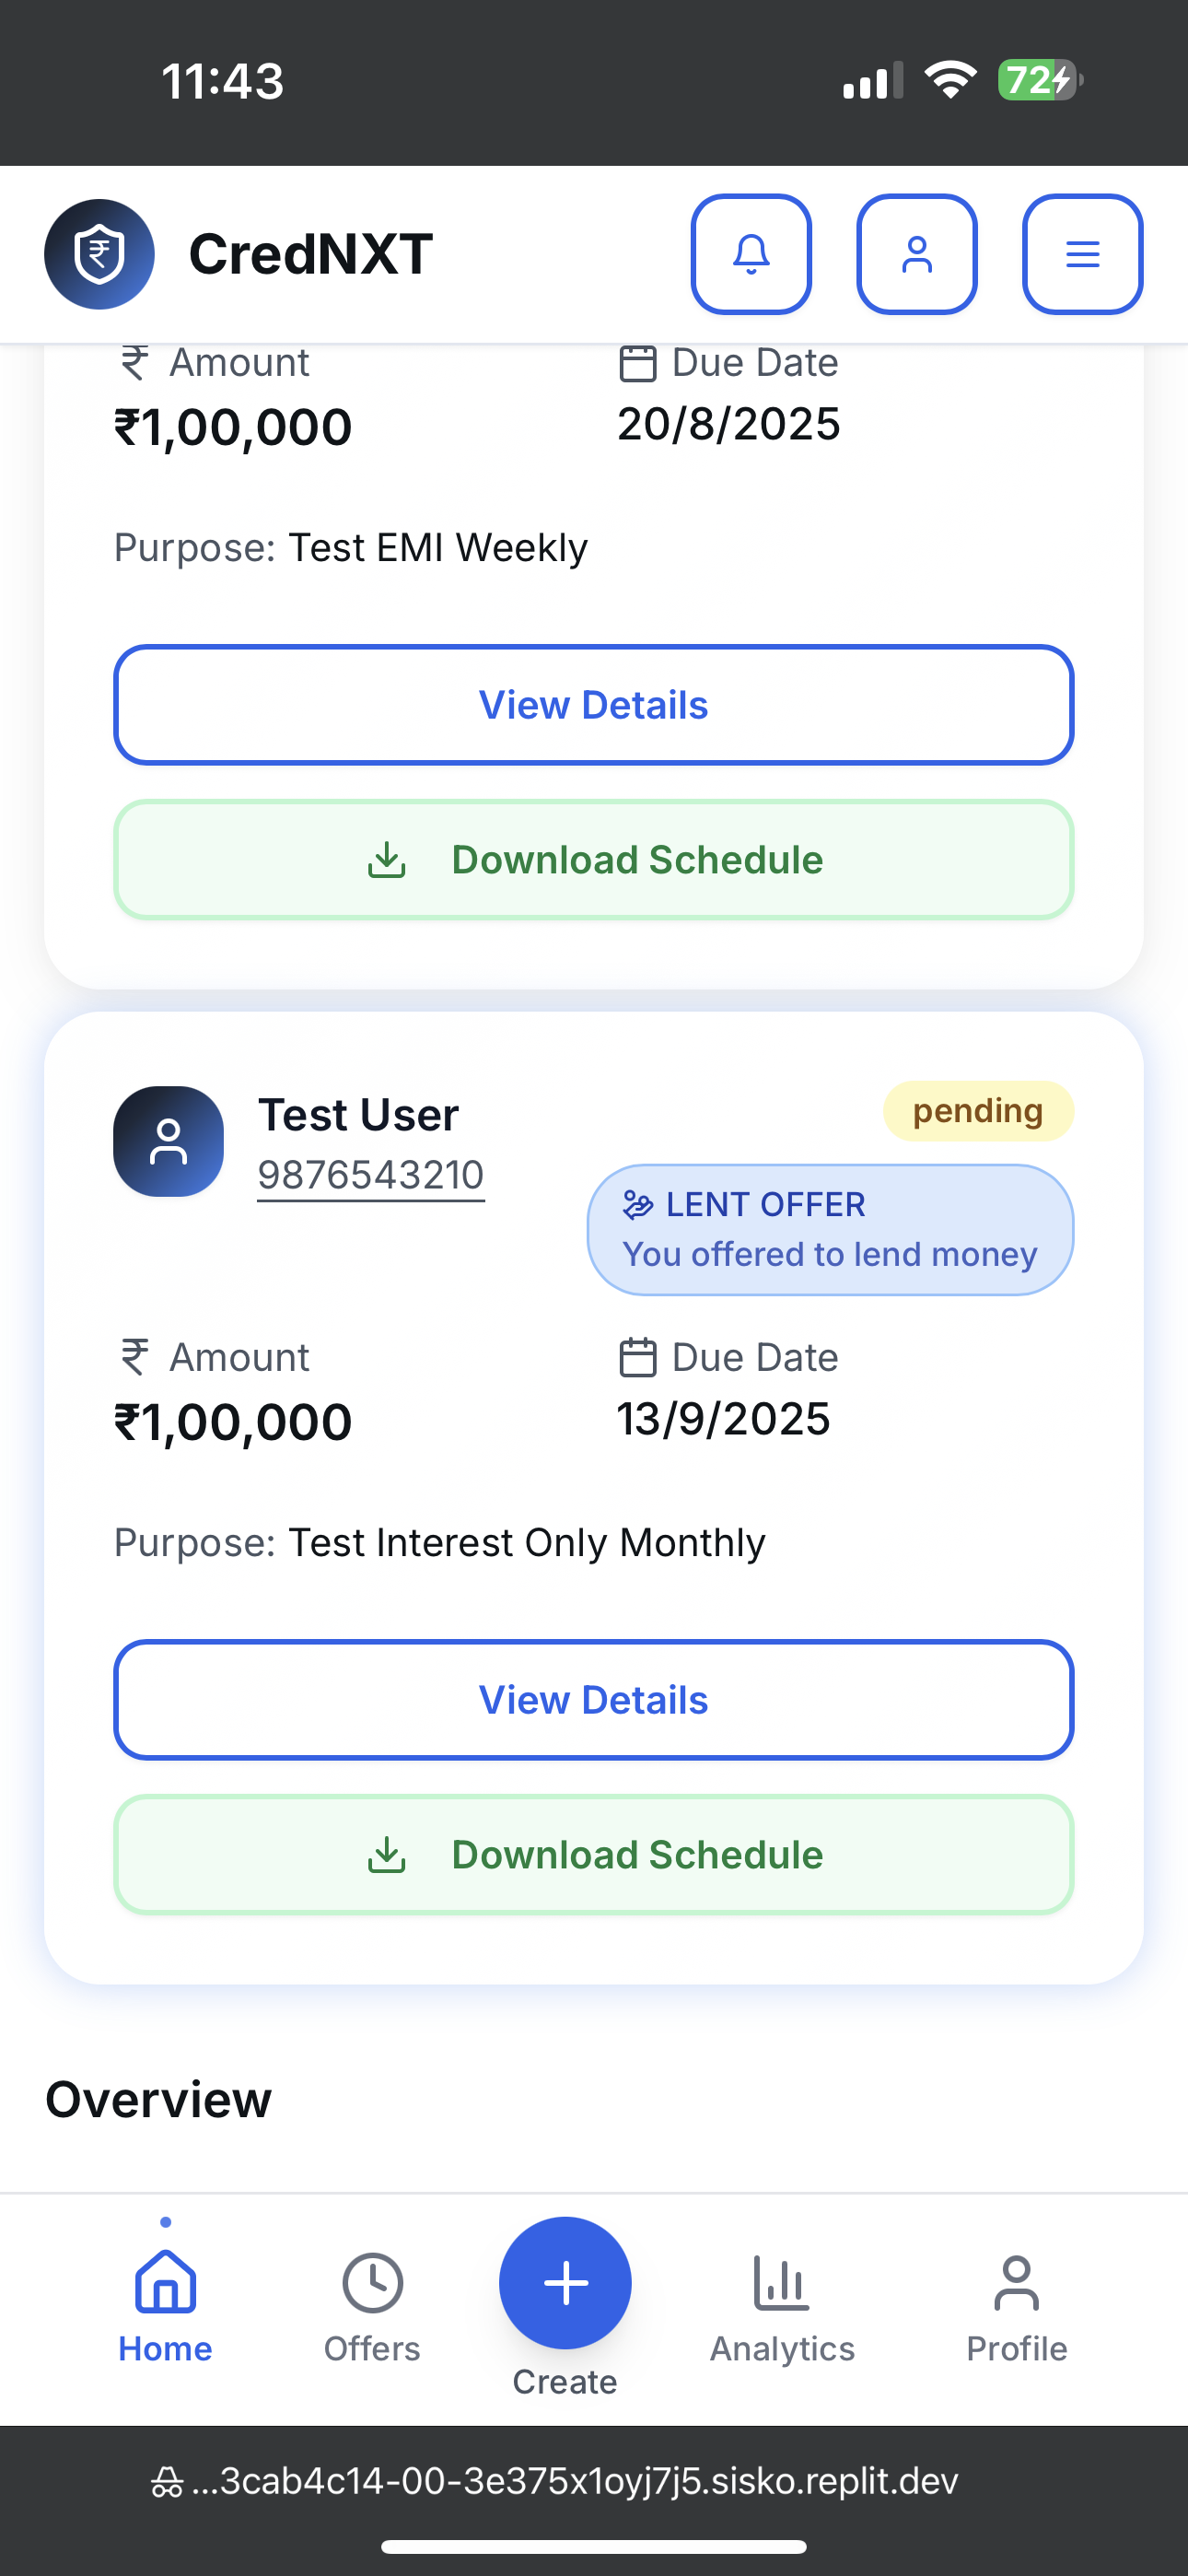 11:43
72
CredNXT
₹ Amount
Due Date
₹1,00,000
20/8/2025
Purpose: Test EMI Weekly
View Details
Download Schedule
Test User
pending
9876543210
LENT OFFER
You offered to lend money
₹ Amount
Due Date
₹1,00,000
13/9/2025
Purpose: Test Interest Only Monthly
View Details
Download Schedule
Overview
Home
Offers
Create
Analytics
Profile
...3cab4c14-00-3e375x1oyj7j5.sisko.replit.dev